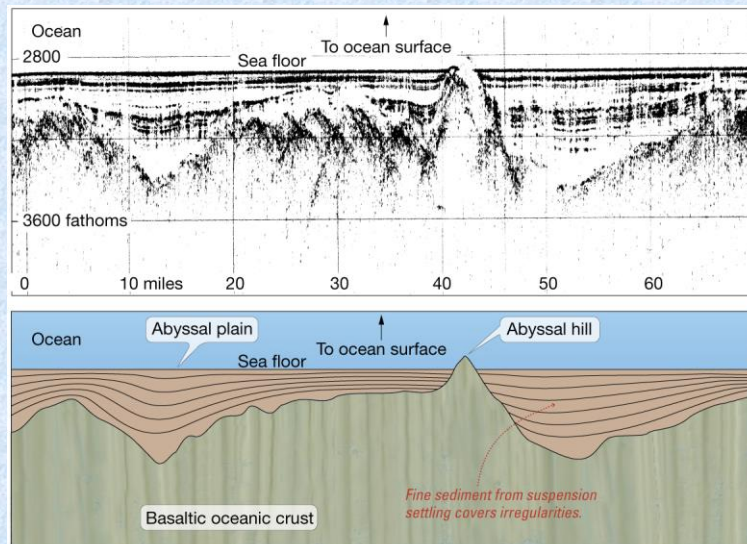 Ocean
To ocean surface
2800
Sea floor
3600 fathoms
0 10 miles 20 30 40 50 60
Abyssal plain
Abyssal hill
Ocean
To ocean surface
Sea floor
Fine sediment from suspension
settling covers irregularities.
Basaltic oceanic crust